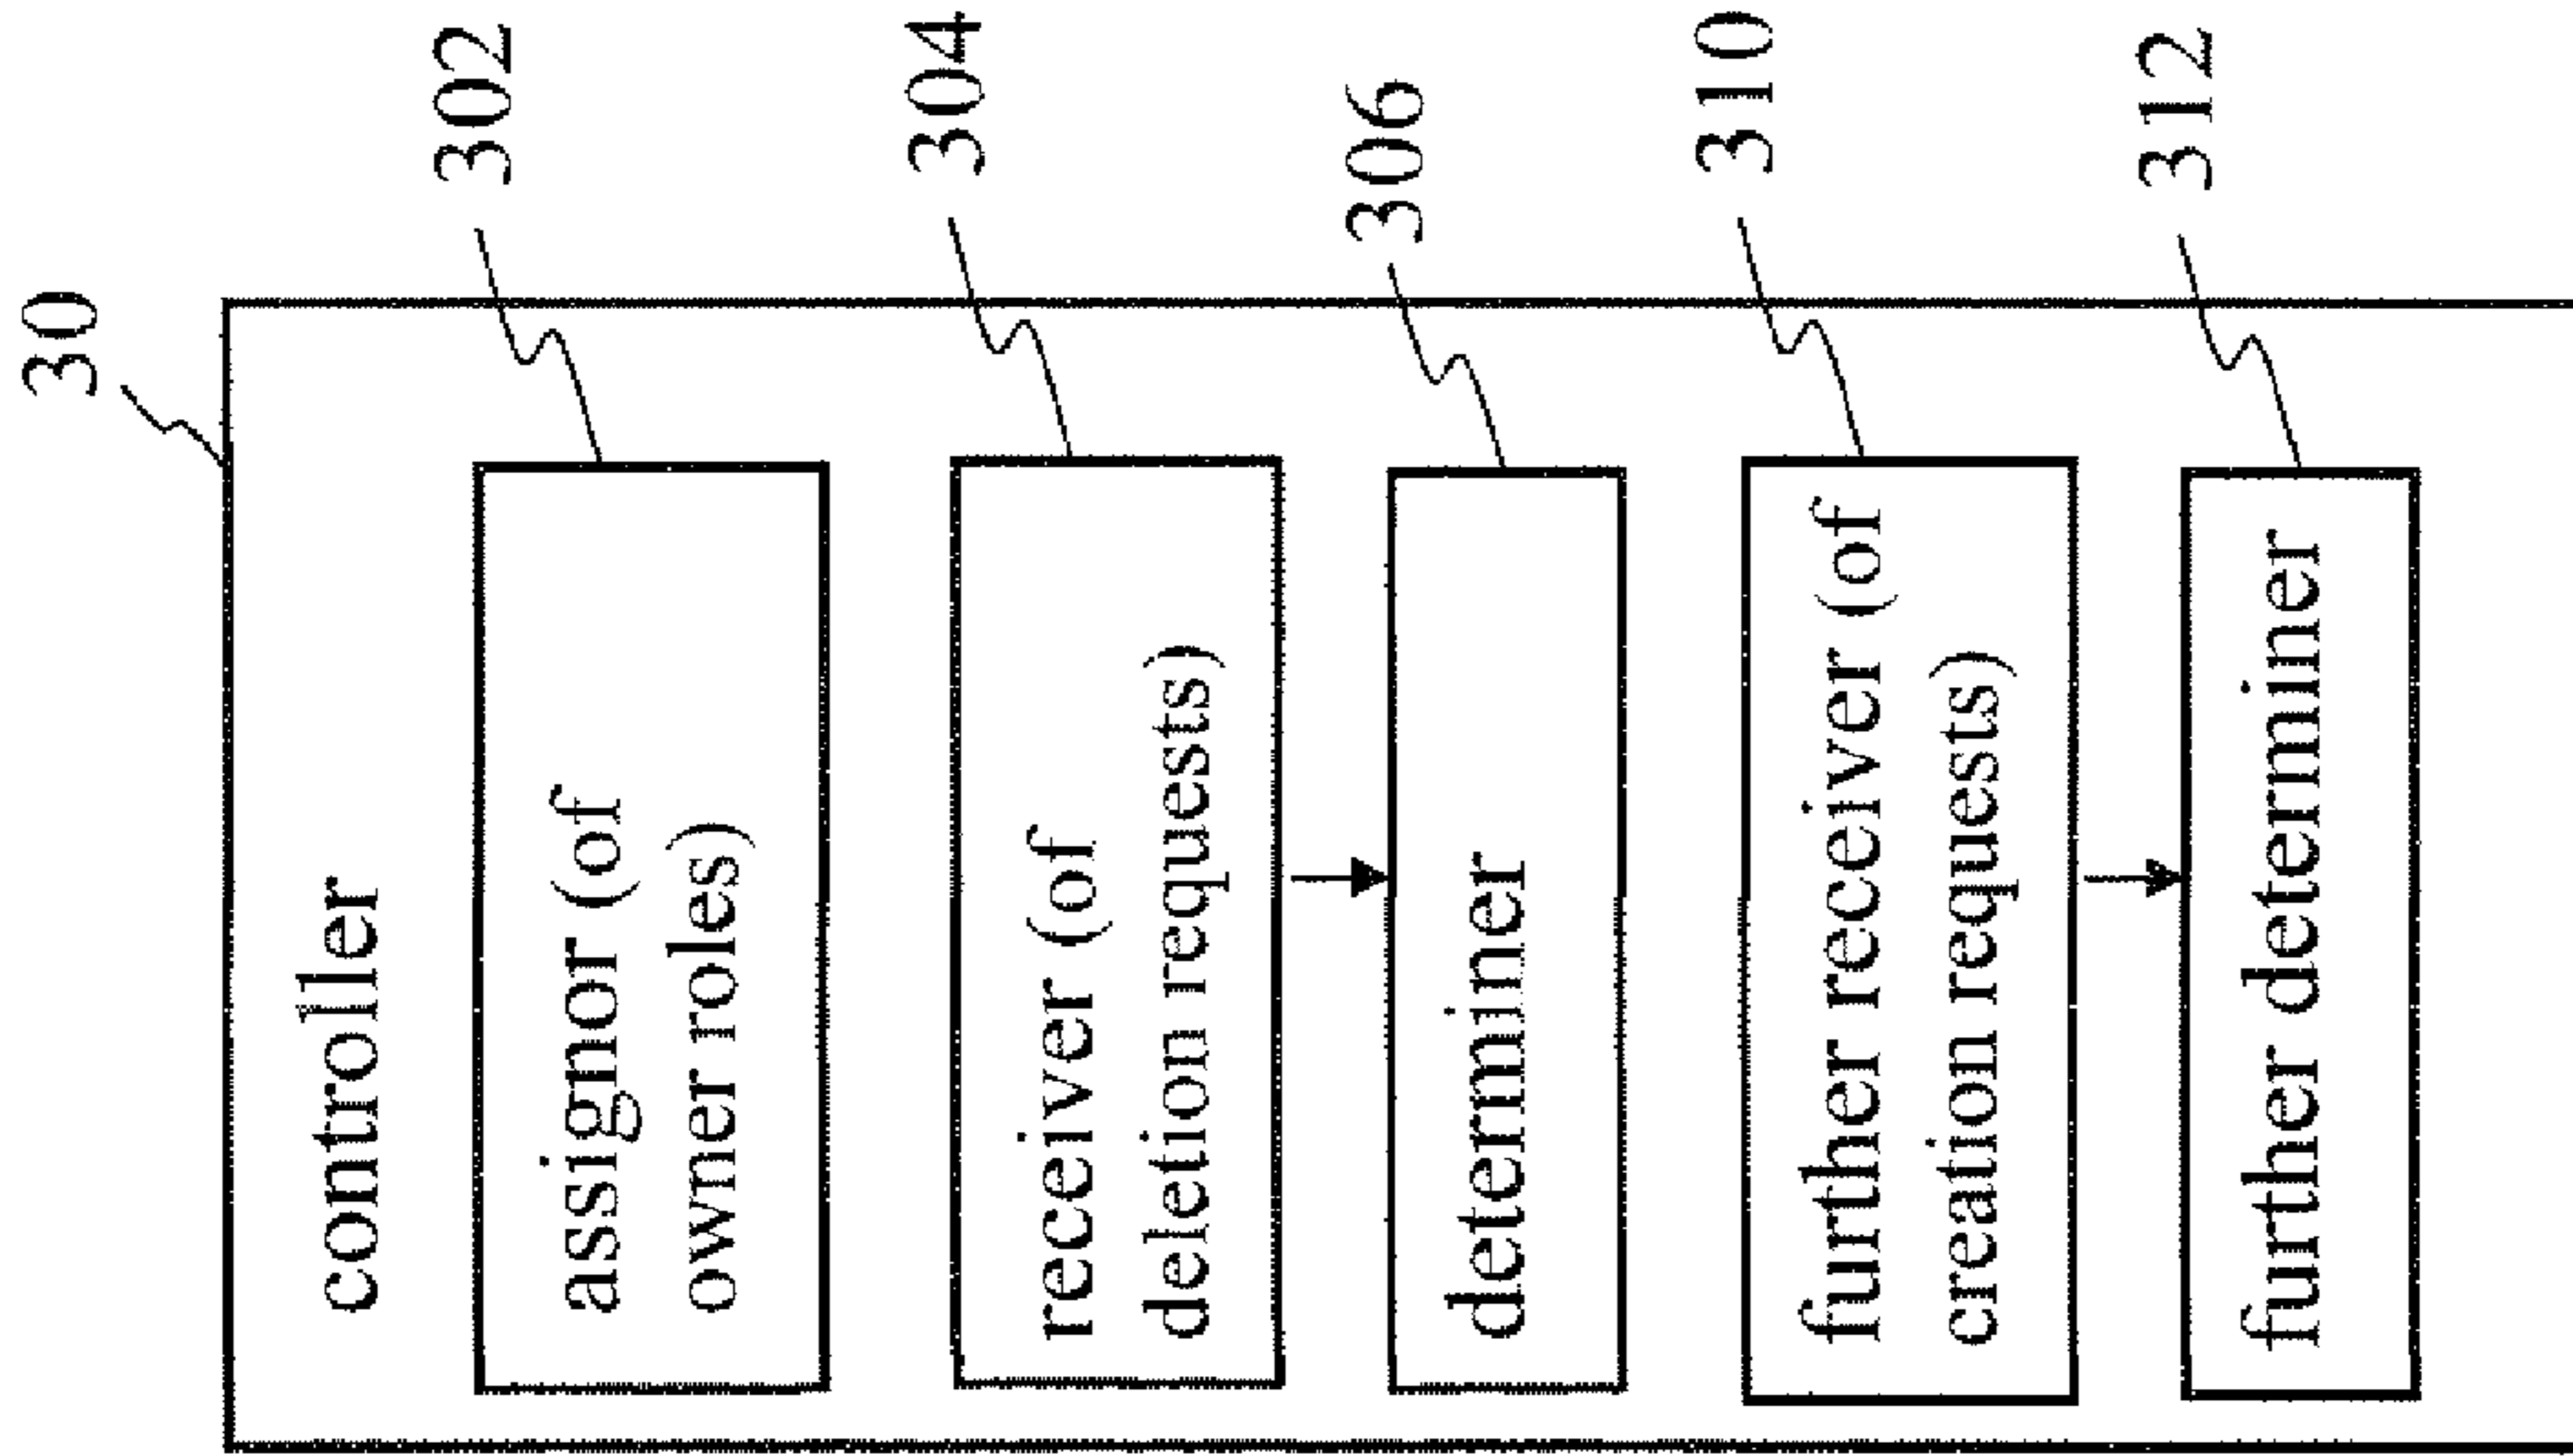 30
controller
302
assignor (of
owner roles)
304
receiver (of
deletion requests)
306
determiner
310
further receiver (of
creation requests)
312
further determiner